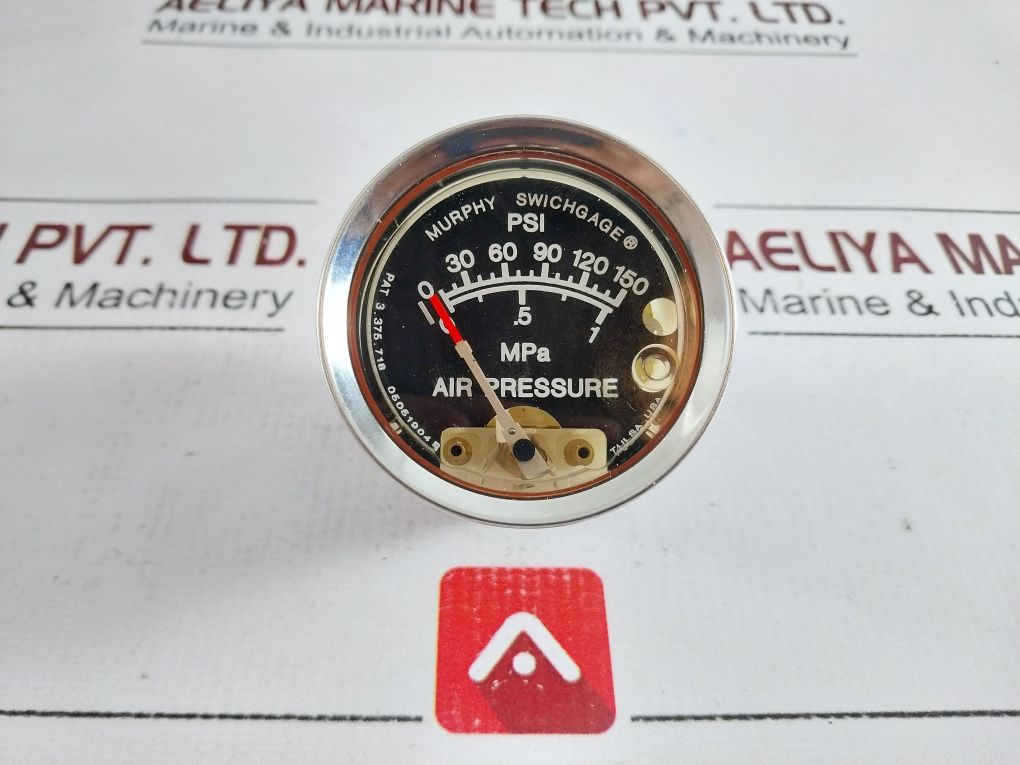 AELIYA MARINE TECH PVT. LTD.
Marine & Industrial Automation & Machinery
PVT. LTD.
& Machinery
AELIYA MA
Marine & Indu
MURPHY SWICHGAGE®
PSI
0 30 60 90 120 150
0 .5 1
MPa
AIR PRESSURE
PAT 3.375.718 05051904
TULSA, USA